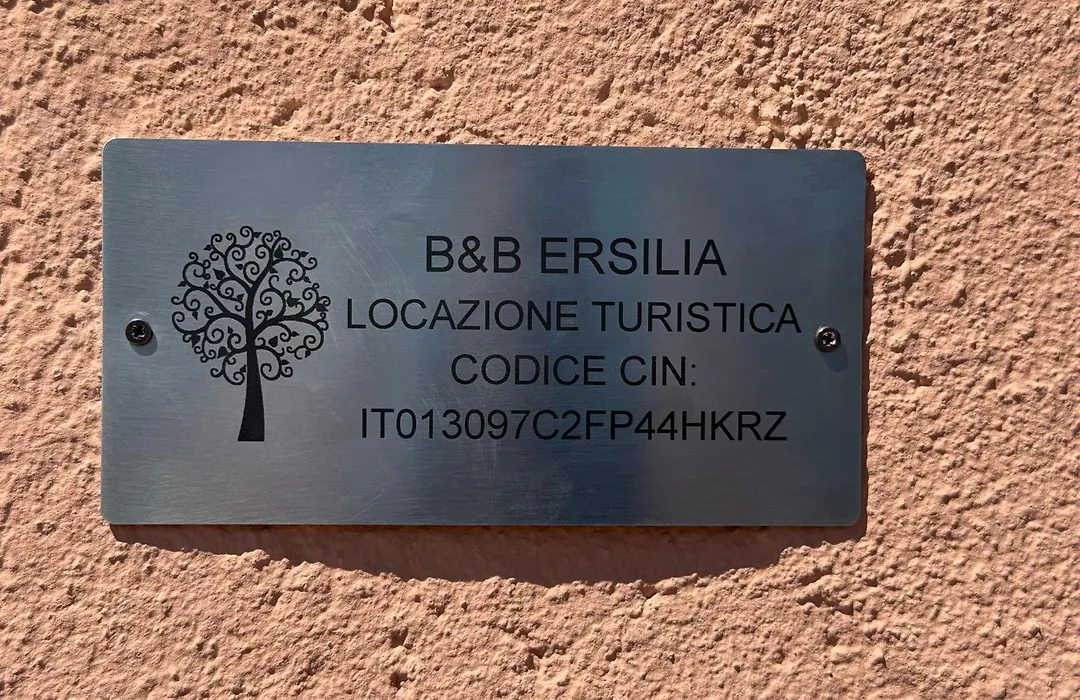 B&B ERSILIA
LOCAZIONE TURISTICA
CODICE CIN:
IT013097C2FP44HKRZ